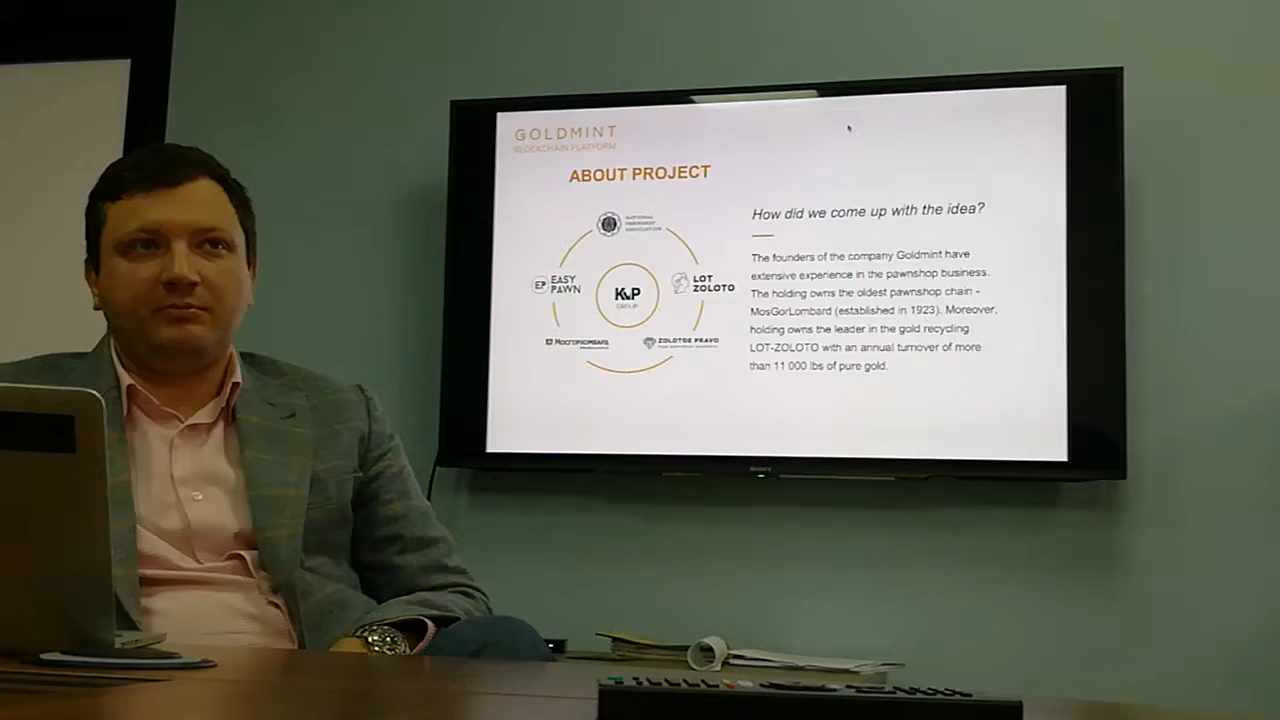 GOLDMINT
BLOCKCHAIN PLATFORM
ABOUT PROJECT
NATIONAL
PAWNSHOP
ASSOCIATION
EP EASY
PAWN
LOT
ZOLOTO
K&P
GROUP
ZOLOTOE PRAVO
How did we come up with the idea?
The founders of the company Goldmint have
extensive experience in the pawnshop business.
The holding owns the oldest pawnshop chain -
MosGorLombard (established in 1923). Moreover,
holding owns the leader in the gold recycling
LOT-ZOLOTO with an annual turnover of more
than 11 000 lbs of pure gold.
SONY